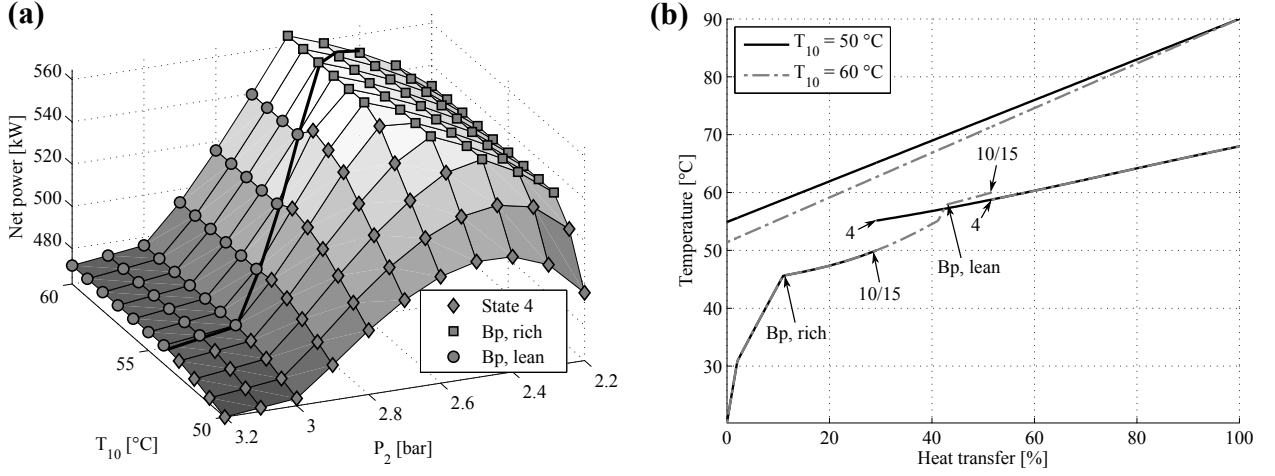 (a)
560
540
520
500
480
Net power [kW]
60
55
50
T10 [°C]
3.2
3
2.8
2.6
2.4
2.2
P2 [bar]
State 4
Bp, rich
Bp, lean
(b)
90
80
70
60
50
40
30
Temperature [°C]
T10 = 50 °C
T10 = 60 °C
10/15
4
4
Bp, lean
10/15
Bp, rich
0
20
40
60
80
100
Heat transfer [%]